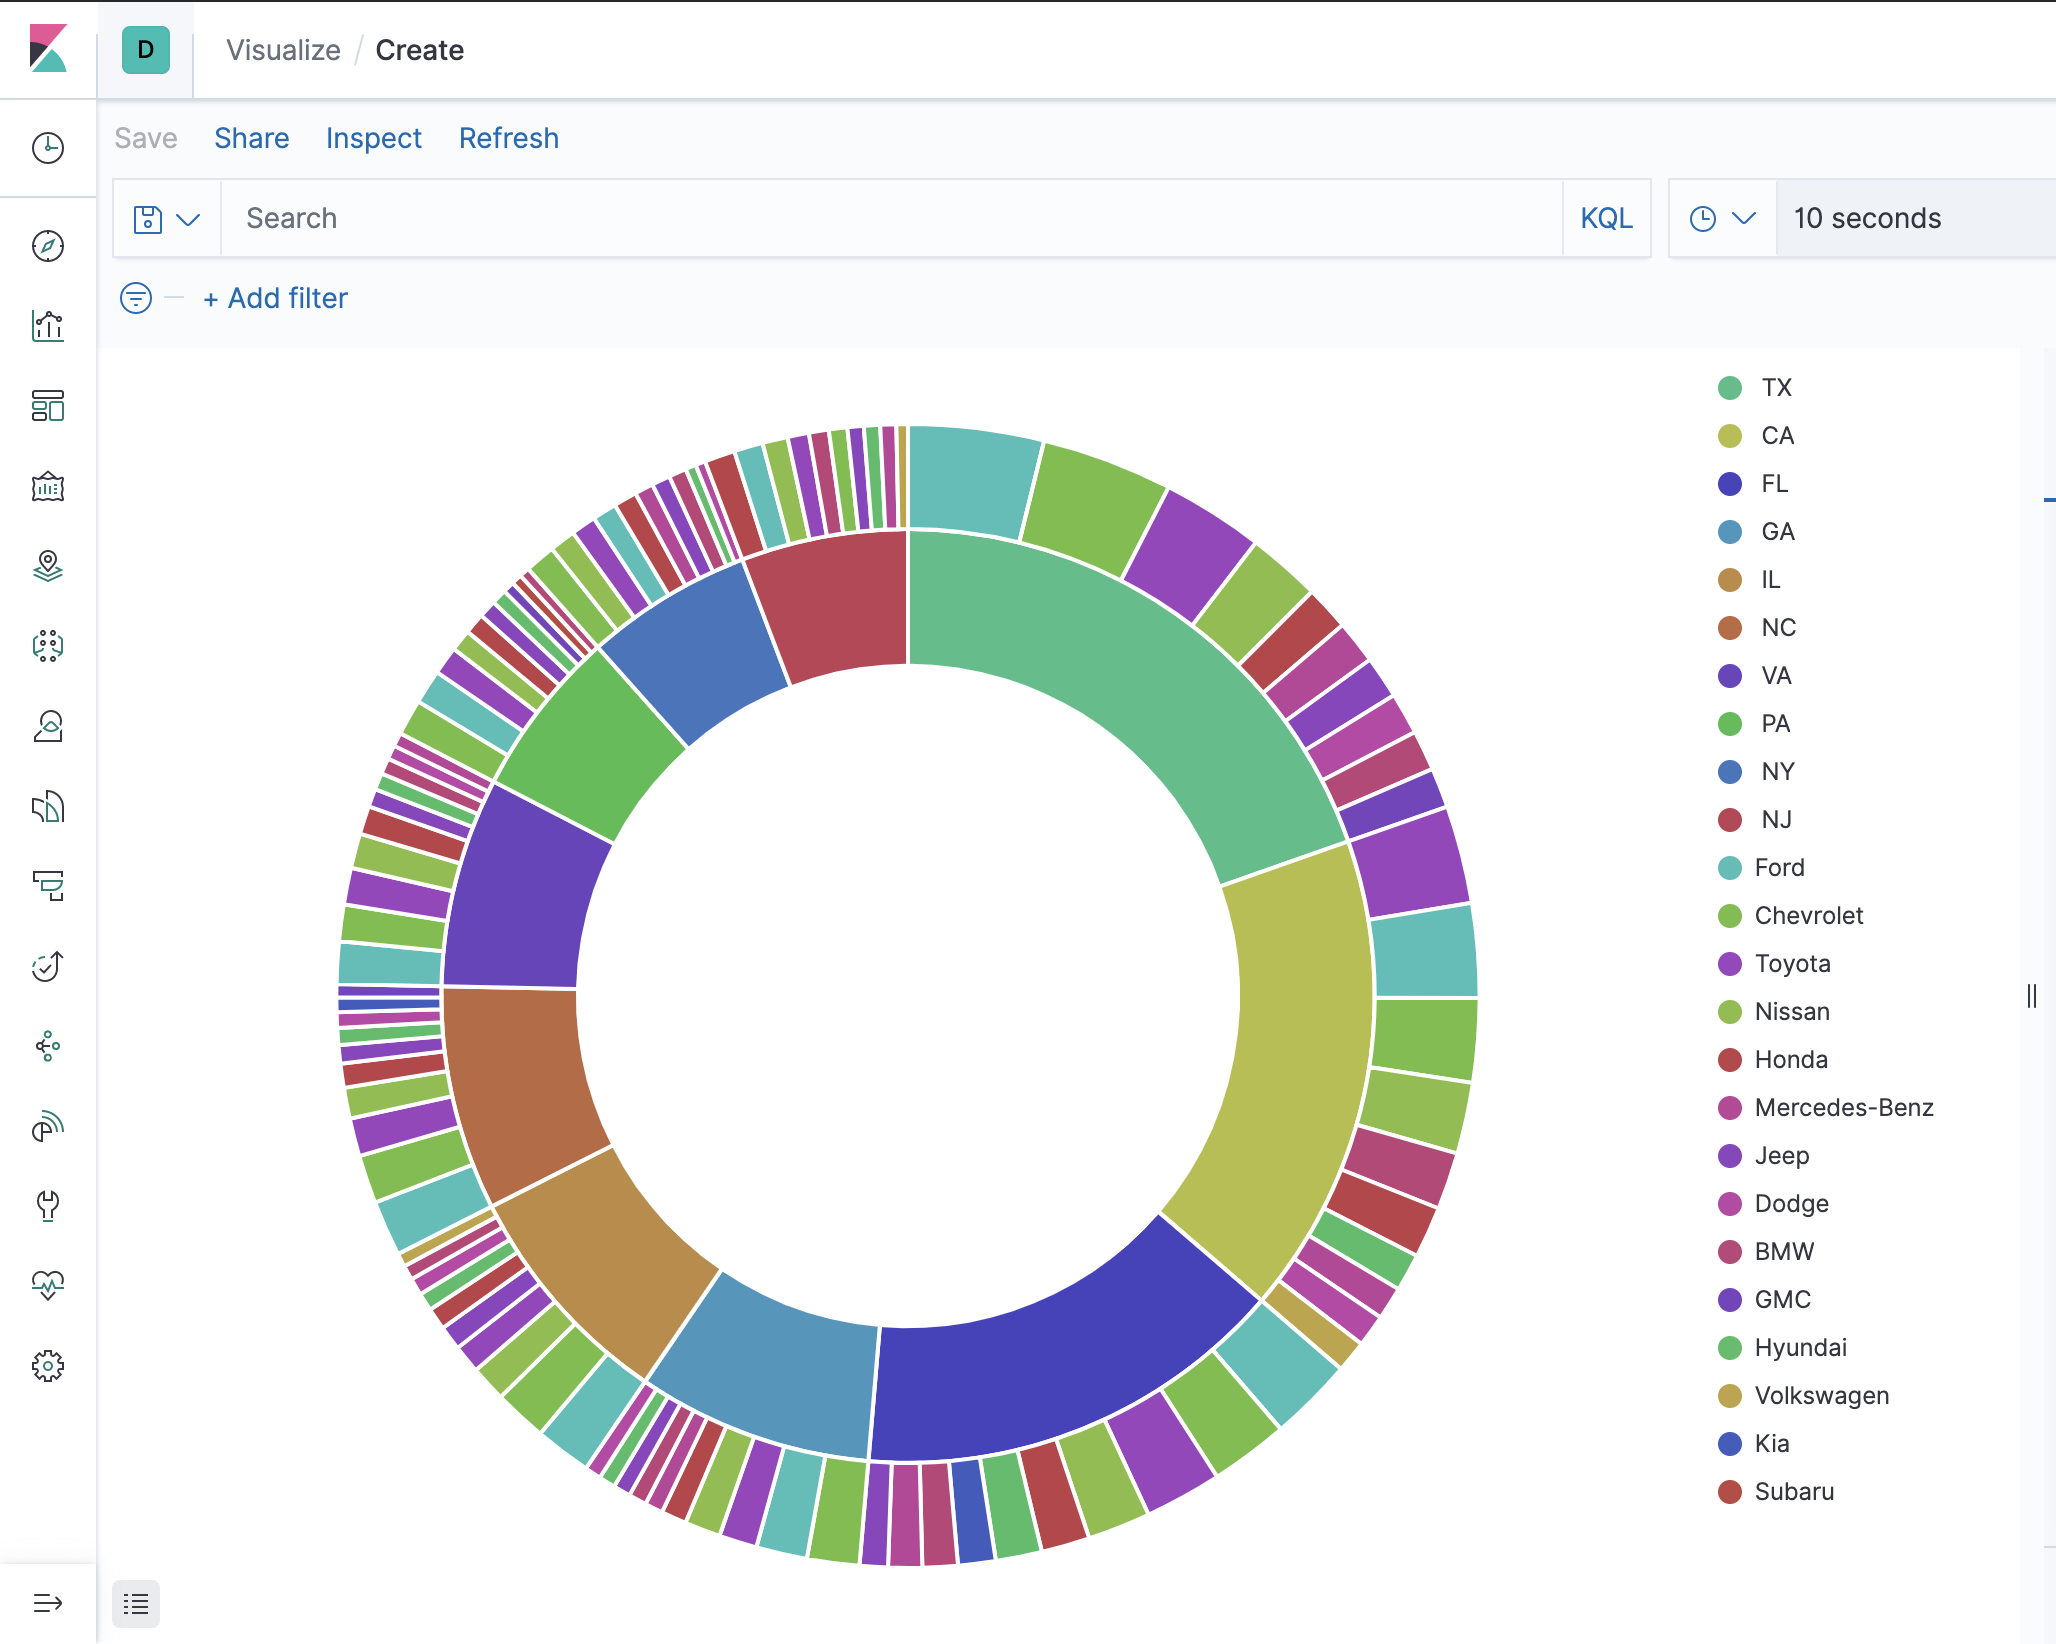 D Visualize / Create
Save Share Inspect Refresh
Search KQL 10 seconds
+ Add filter
TX
CA
FL
GA
IL
NC
VA
PA
NY
NJ
Ford
Chevrolet
Toyota
Nissan
Honda
Mercedes-Benz
Jeep
Dodge
BMW
GMC
Hyundai
Volkswagen
Kia
Subaru